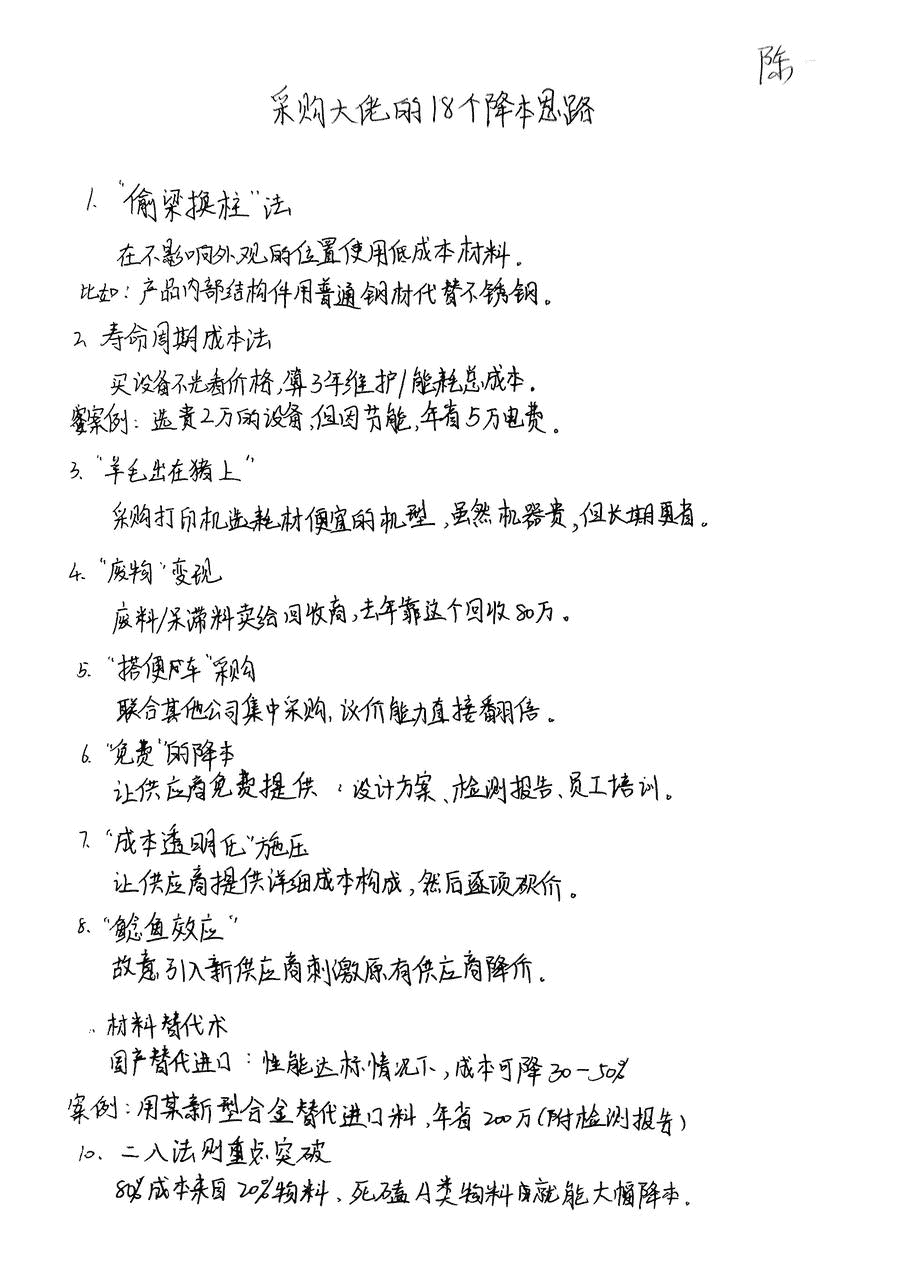 陈
采购大佬的18个降本思路
1. “偷梁换柱”法
在不影响外观的位置使用低成本材料。
比如：产品内部结构件用普通钢材代替不锈钢。
2. 寿命周期成本法
买设备不光看价格,算3年维护/能耗总成本。
案例：选贵2万的设备,但因节能,年省5万电费。
3. “羊毛出在猪上”
采购打印机选耗材便宜的机型,虽然机器贵,但长期更省。
4. “废物”变现
废料/呆滞料卖给回收商,去年靠这个回收80万。
5. “搭便车”采购
联合其他公司集中采购,议价能力直接翻倍。
6. “免费”的降本
让供应商免费提供：设计方案、检测报告、员工培训。
7. “成本透明化”施压
让供应商提供详细成本构成,然后逐项砍价。
8. “鲶鱼效应”
故意引入新供应商刺激原有供应商降价。
材料替代术
国产替代进口：性能达标情况下,成本可降30-50%
案例：用某新型合金替代进口料,年省200万(附检测报告)
10、二八法则重点突破
80%成本来自20%物料、死磕A类物料就能大幅降本.